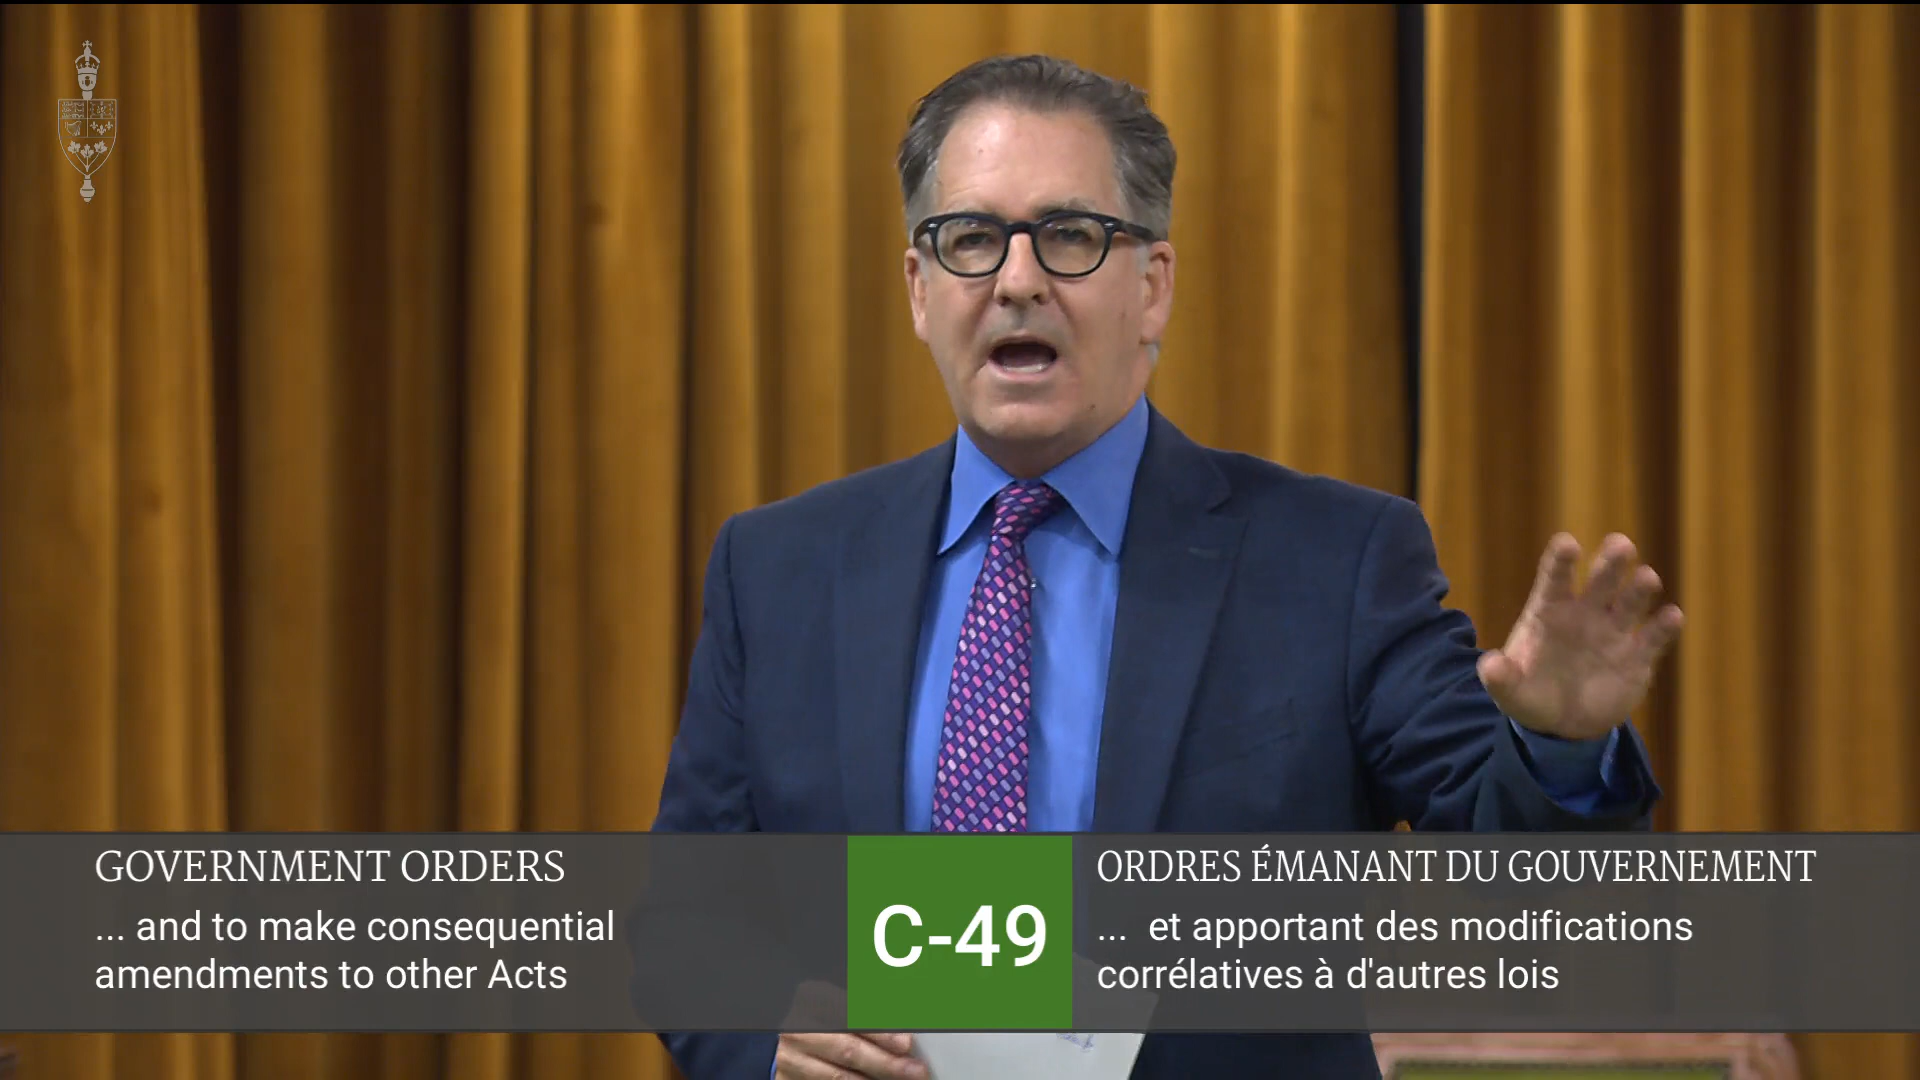 GOVERNMENT ORDERS
... and to make consequential
amendments to other Acts
C-49
ORDRES ÉMANANT DU GOUVERNEMENT
... et apportant des modifications
corrélatives à d'autres lois